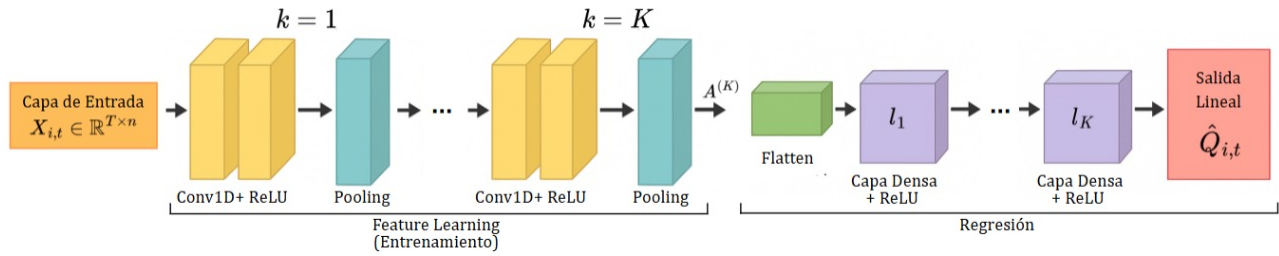 k = 1
k = K
Capa de Entrada
X_{i,t} ∈ ℝ^{T×n}
...
A^{(K)}
l_1
...
l_K
Salida
Lineal
Q̂_{i,t}
Flatten
Conv1D+ ReLU
Pooling
Conv1D+ ReLU
Pooling
Capa Densa
+ ReLU
Capa Densa
+ ReLU
Feature Learning
(Entrenamiento)
Regresión